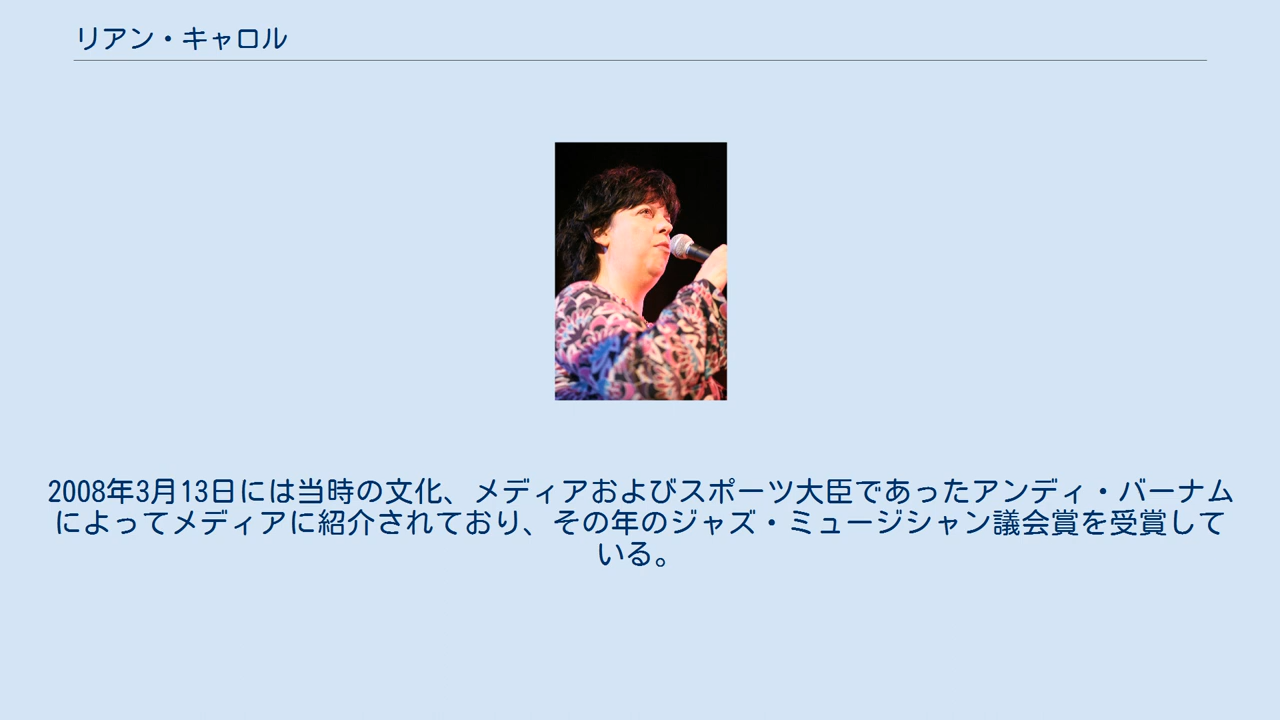 リアン・キャロル
2008年3月13日には当時の文化、メディアおよびスポーツ大臣であったアンディ・バーナム
によってメディアに紹介されており、その年のジャズ・ミュージシャン議会賞を受賞して
いる。